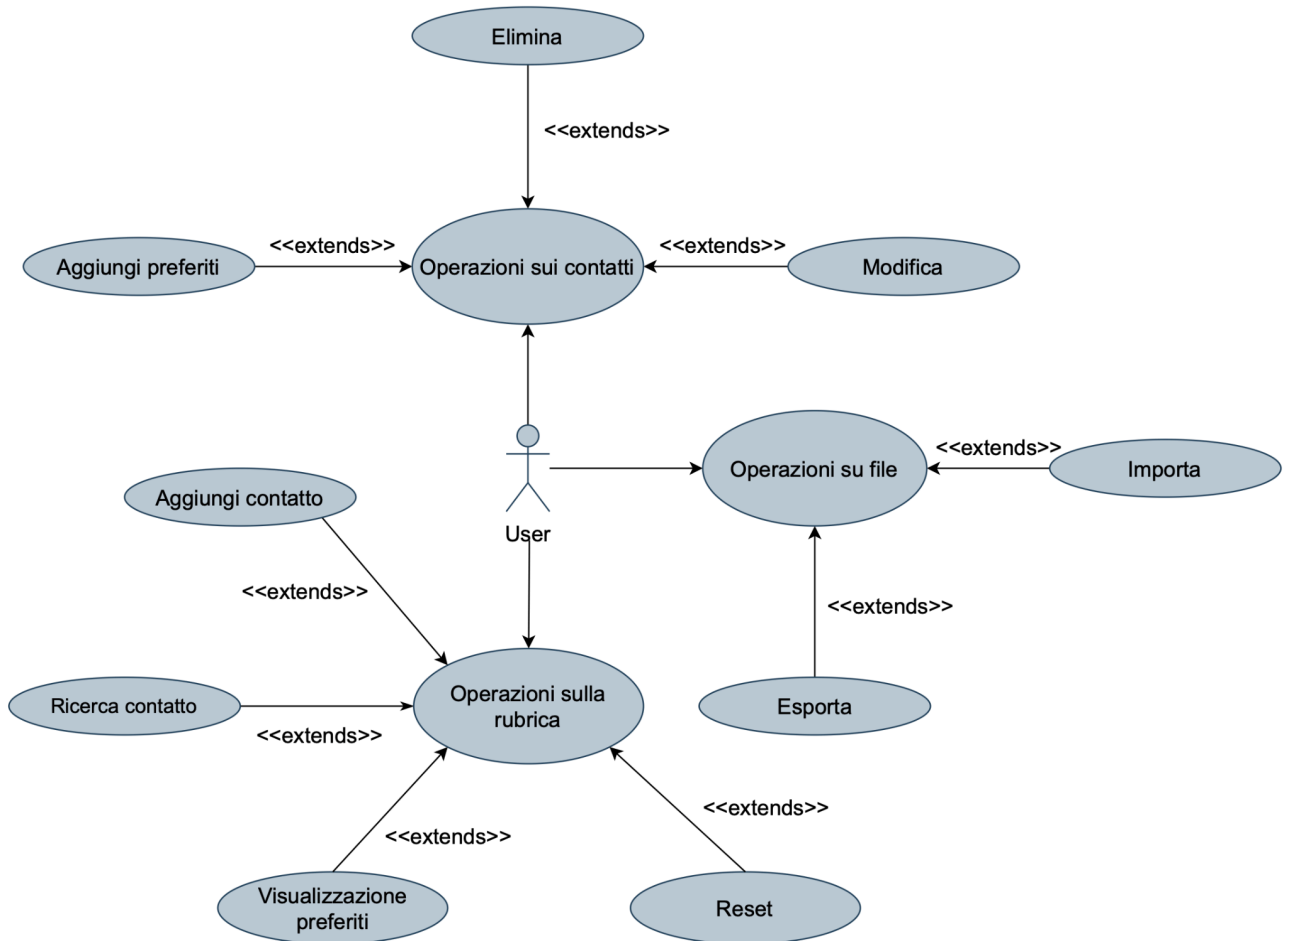 Elimina
<<extends>>
<<extends>>
<<extends>>
Aggiungi preferiti
Operazioni sui contatti
Modifica
<<extends>>
Operazioni su file
Importa
Aggiungi contatto
User
<<extends>>
<<extends>>
Operazioni sulla
rubrica
Ricerca contatto
Esporta
<<extends>>
<<extends>>
<<extends>>
Visualizzazione
preferiti
Reset